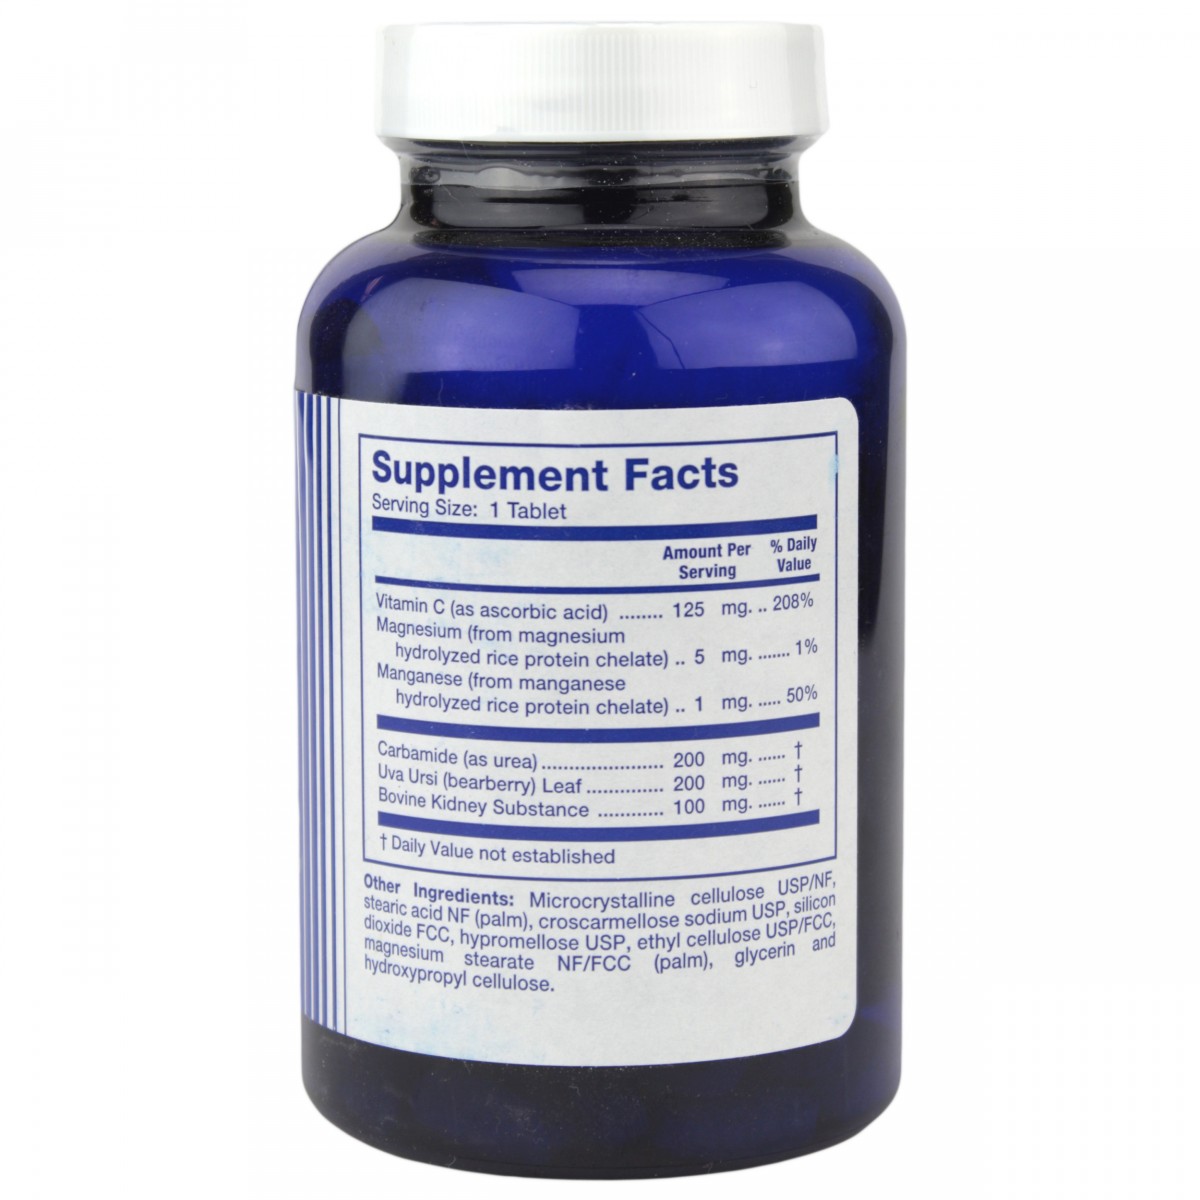 Supplement Facts
Serving Size: 1 Tablet
Amount Per % Daily
Serving Value
Vitamin C (as ascorbic acid) ........ 125 mg. .. 208%
Magnesium (from magnesium
hydrolyzed rice protein chelate) .. 5 mg. ....... 1%
Manganese (from manganese
hydrolyzed rice protein chelate) .. 1 mg. ..... 50%
Carbamide (as urea) ....................... 200 mg. ...... †
Uva Ursi (bearberry) Leaf .............. 200 mg. ...... †
Bovine Kidney Substance ............ 100 mg. ...... †
† Daily Value not established
Other Ingredients: Microcrystalline cellulose USP/NF,
stearic acid NF (palm), croscarmellose sodium USP, silicon
dioxide FCC, hypromellose USP, ethyl cellulose USP/FCC,
magnesium stearate NF/FCC (palm), glycerin and
hydroxypropyl cellulose.